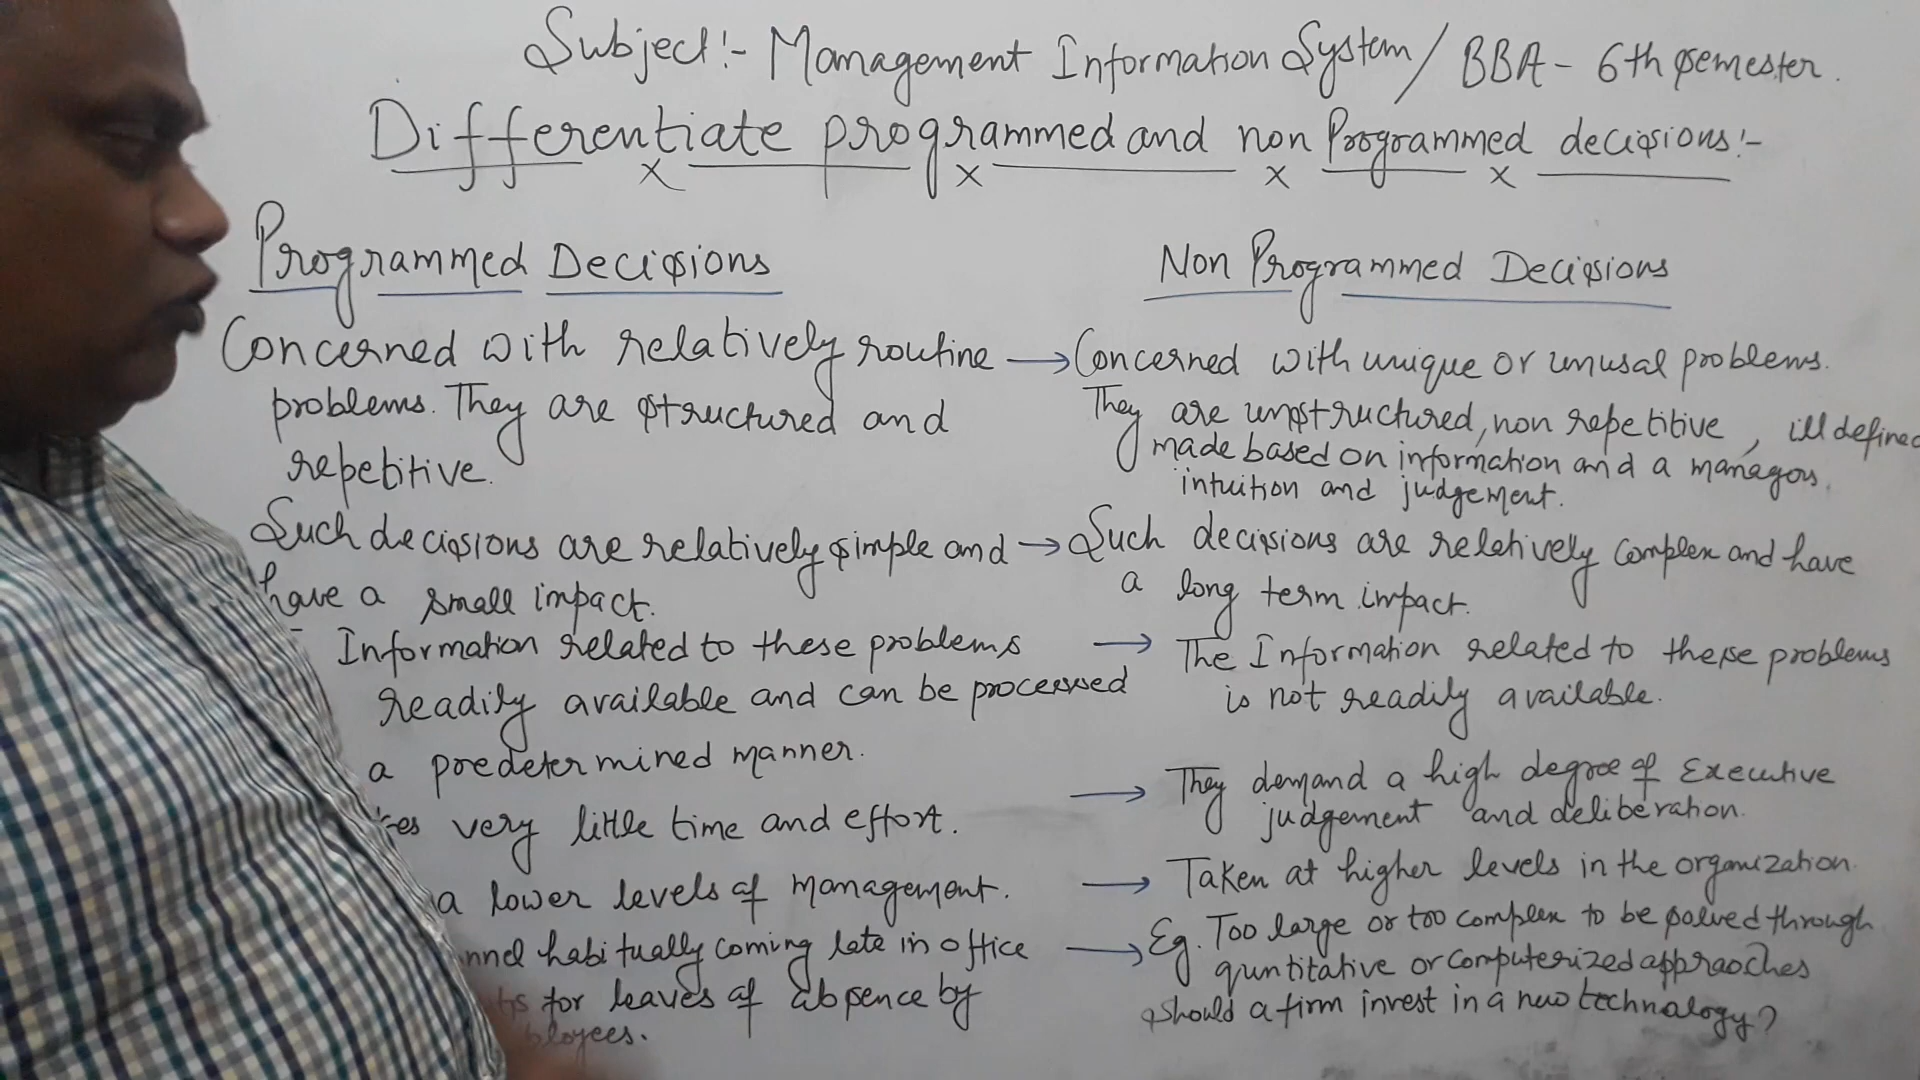 Subject:- Management Information System / BBA - 6th semester.
Differentiate programmed and non Programmed decisions:-
Programmed Decisions
Concerned with relatively routine
problems. They are structured and
repetitive.
Such decisions are relatively simple and
have a small impact.
Information related to these problems
readily available and can be processed
a predetermined manner.
very little time and effort.
a lower levels of management.
habitually coming late in office
for leaves of absence by
Non Programmed Decisions
→ Concerned with unique or unusal problems.
They are unstructured, non repetitive, ill defined
made based on information and a managers
intuition and judgement.
→ Such decisions are relatively complex and have
a long term impact.
→ The Information related to these problems
is not readily available.
→ They demand a high degree of Executive
judgement and deliberation.
→ Taken at higher levels in the organization.
→ Eg. Too large or too complex to be solved through
quntitative or computerized appraoches
should a firm invest in a new technology?